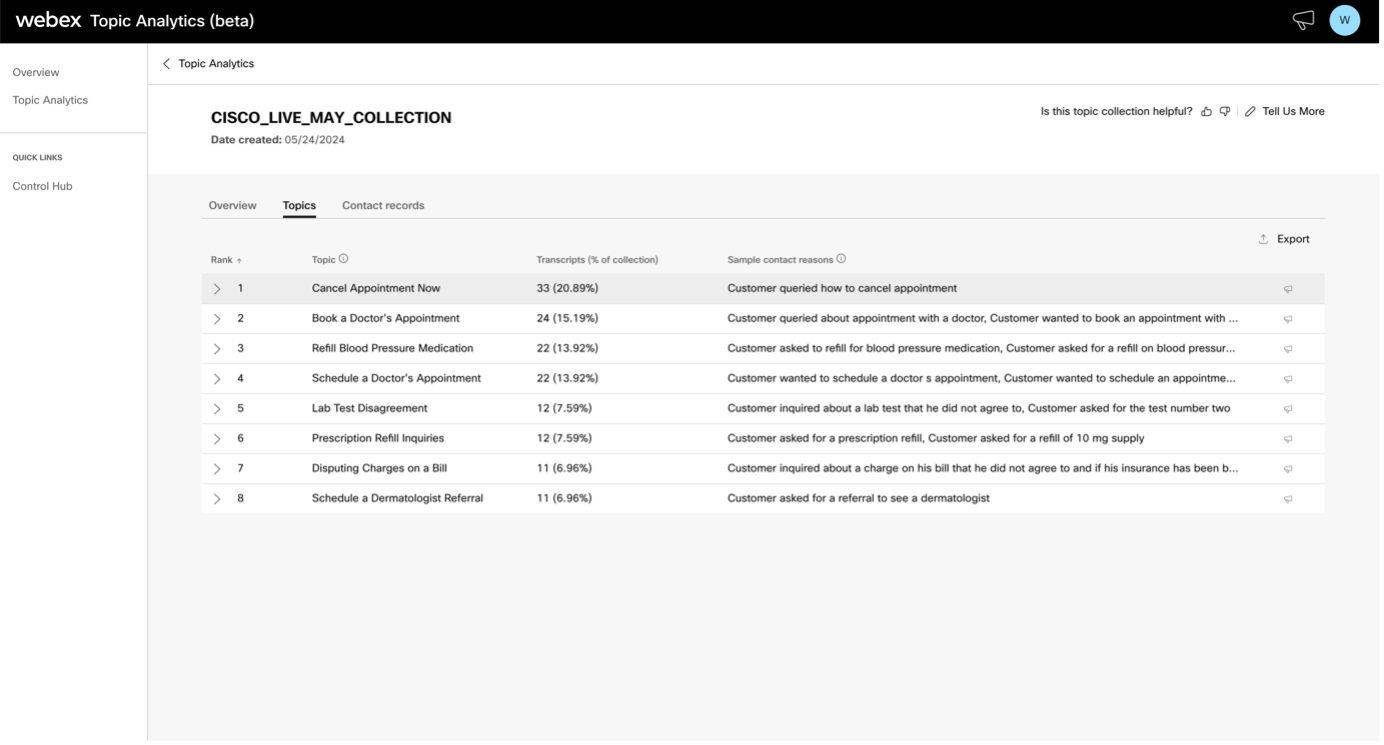 webex Topic Analytics (beta)
W
Overview
Topic Analytics
QUICK LINKS
Control Hub
Topic Analytics
CISCO_LIVE_MAY_COLLECTION
Date created: 05/24/2024
Is this topic collection helpful? Tell Us More
Overview Topics Contact records
Export
Rank Topic Transcripts (% of collection) Sample contact reasons
1 Cancel Appointment Now 33 (20.89%) Customer queried how to cancel appointment
2 Book a Doctor's Appointment 24 (15.19%) Customer queried about appointment with a doctor, Customer wanted to book an appointment with ...
3 Refill Blood Pressure Medication 22 (13.92%) Customer asked to refill for blood pressure medication, Customer asked for a refill on blood pressur...
4 Schedule a Doctor's Appointment 22 (13.92%) Customer wanted to schedule a doctor s appointment, Customer wanted to schedule an appointme...
5 Lab Test Disagreement 12 (7.59%) Customer inquired about a lab test that he did not agree to, Customer asked for the test number two
6 Prescription Refill Inquiries 12 (7.59%) Customer asked for a prescription refill, Customer asked for a refill of 10 mg supply
7 Disputing Charges on a Bill 11 (6.96%) Customer inquired about a charge on his bill that he did not agree to and if his insurance has been b...
8 Schedule a Dermatologist Referral 11 (6.96%) Customer asked for a referral to see a dermatologist